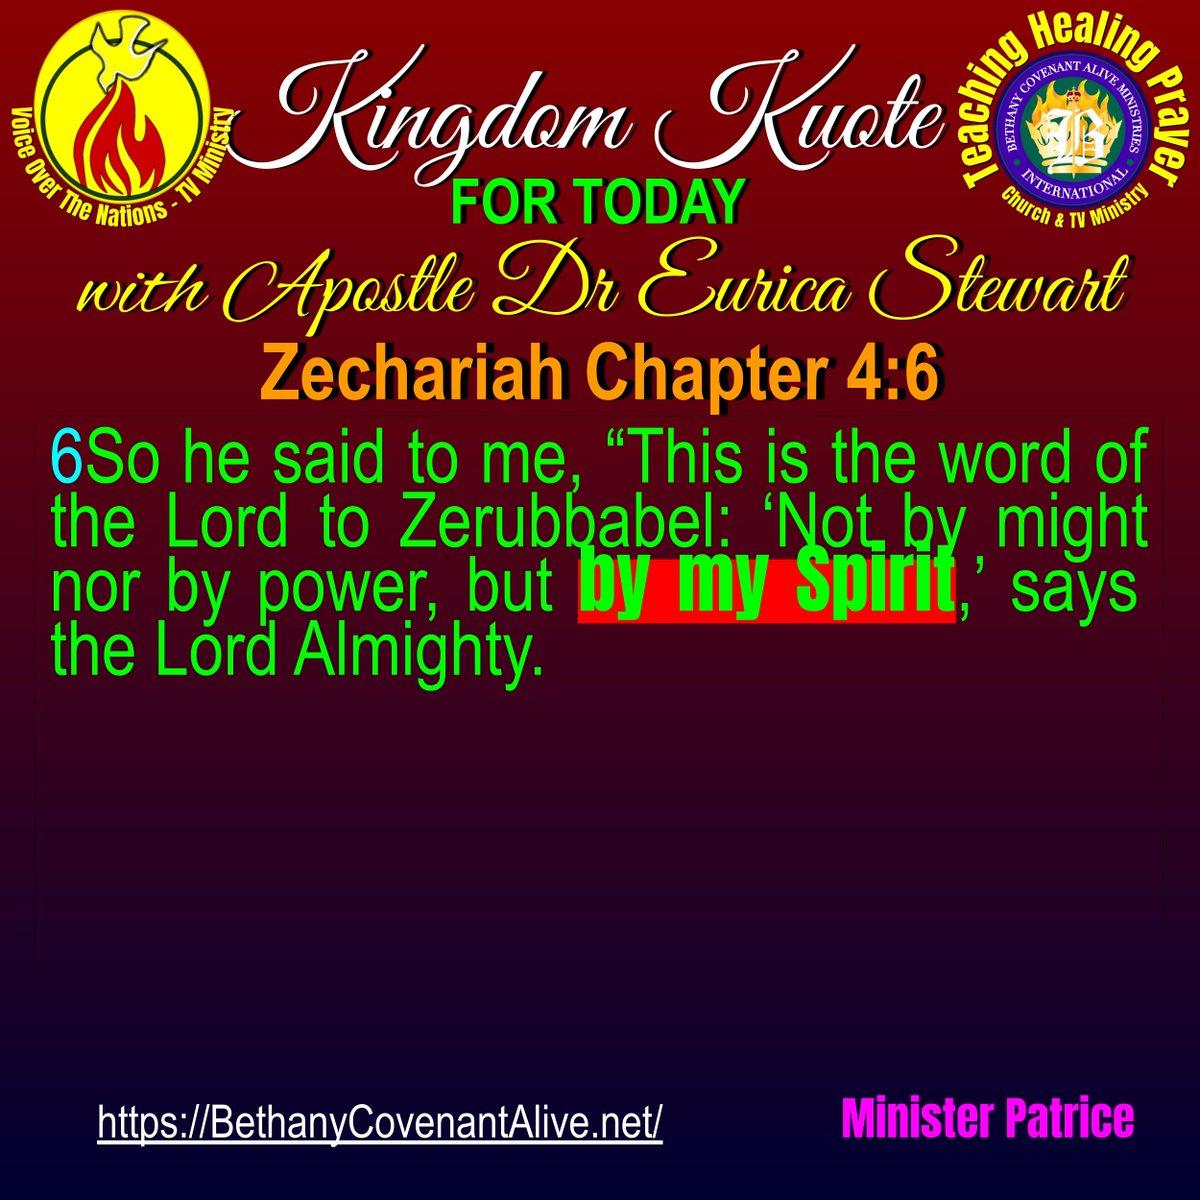 Voice Over The Nations - TV Ministry
Kingdom Kuote
FOR TODAY
with Apostle Dr Eurica Stewart
Teaching Healing Prayer
BETHANY COVENANT ALIVE MINISTRIES
B
INTERNATIONAL
Church & TV Ministry
Zechariah Chapter 4:6
6So he said to me, “This is the word of
the Lord to Zerubbabel: ‘Not by might
nor by power, but by my Spirit,’ says
the Lord Almighty.
https://BethanyCovenantAlive.net/
Minister Patrice